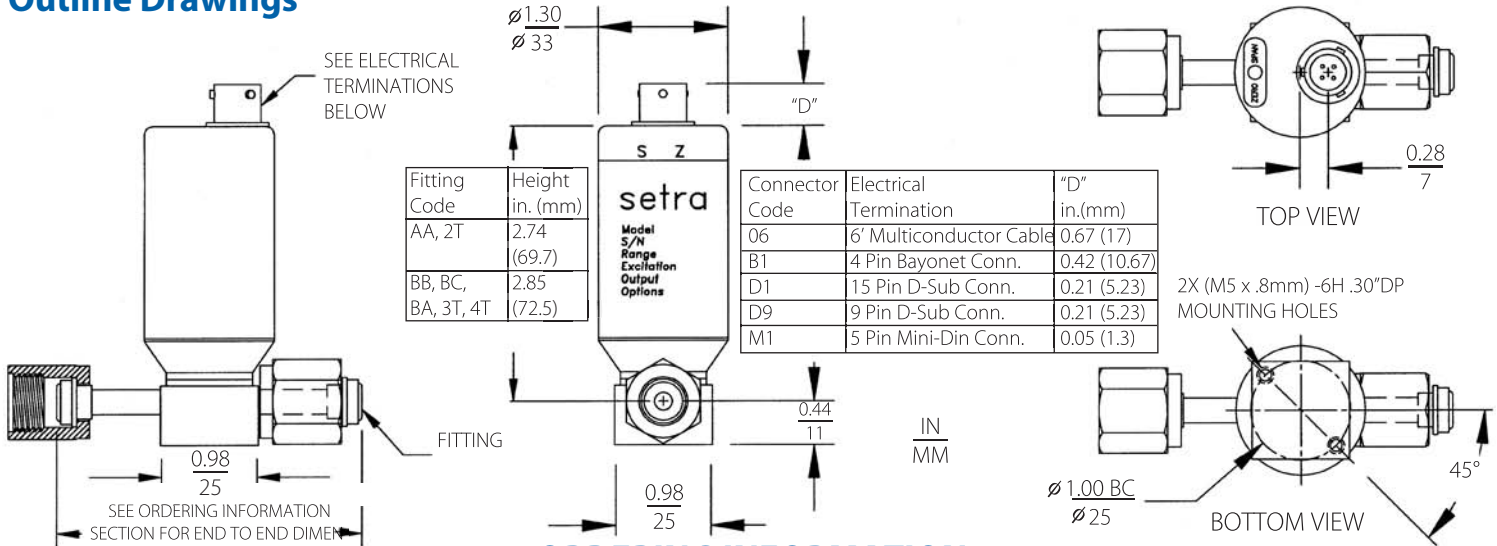 Outline Drawings
SEE ELECTRICAL
TERMINATIONS
BELOW
FITTING
0.98
25
SEE ORDERING INFORMATION
SECTION FOR END TO END DIMEN
Fitting Code | Height in. (mm)
AA, 2T | 2.74 (69.7)
BB, BC, BA, 3T, 4T | 2.85 (72.5)
ø 1.30
ø 33
"D"
S Z
setra
Model
S/N
Range
Excitation
Output
Options
0.44
11
0.98
25
Connector Code | Electrical Termination | "D" in.(mm)
06 | 6' Multiconductor Cable | 0.67 (17)
B1 | 4 Pin Bayonet Conn. | 0.42 (10.67)
D1 | 15 Pin D-Sub Conn. | 0.21 (5.23)
D9 | 9 Pin D-Sub Conn. | 0.21 (5.23)
M1 | 5 Pin Mini-Din Conn. | 0.05 (1.3)
IN
MM
ZERO SPAN
0.28
7
TOP VIEW
2X (M5 x .8mm) -6H .30"DP
MOUNTING HOLES
ø 1.00 BC
ø 25
45°
BOTTOM VIEW